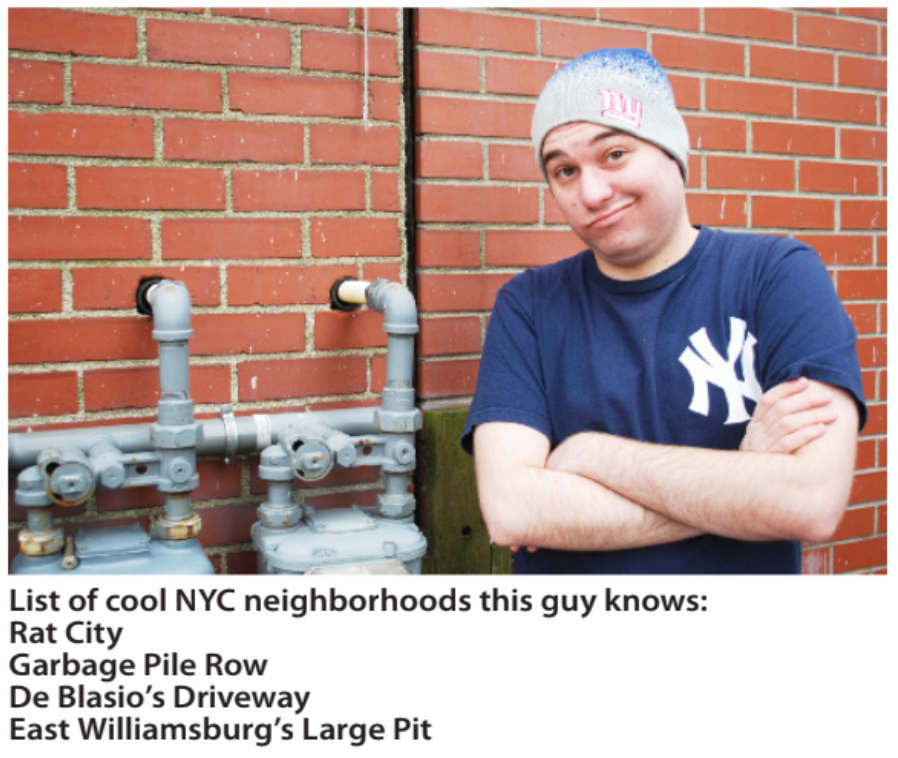 NY
NY
List of cool NYC neighborhoods this guy knows:
Rat City
Garbage Pile Row
De Blasio's Driveway
East Williamsburg's Large Pit